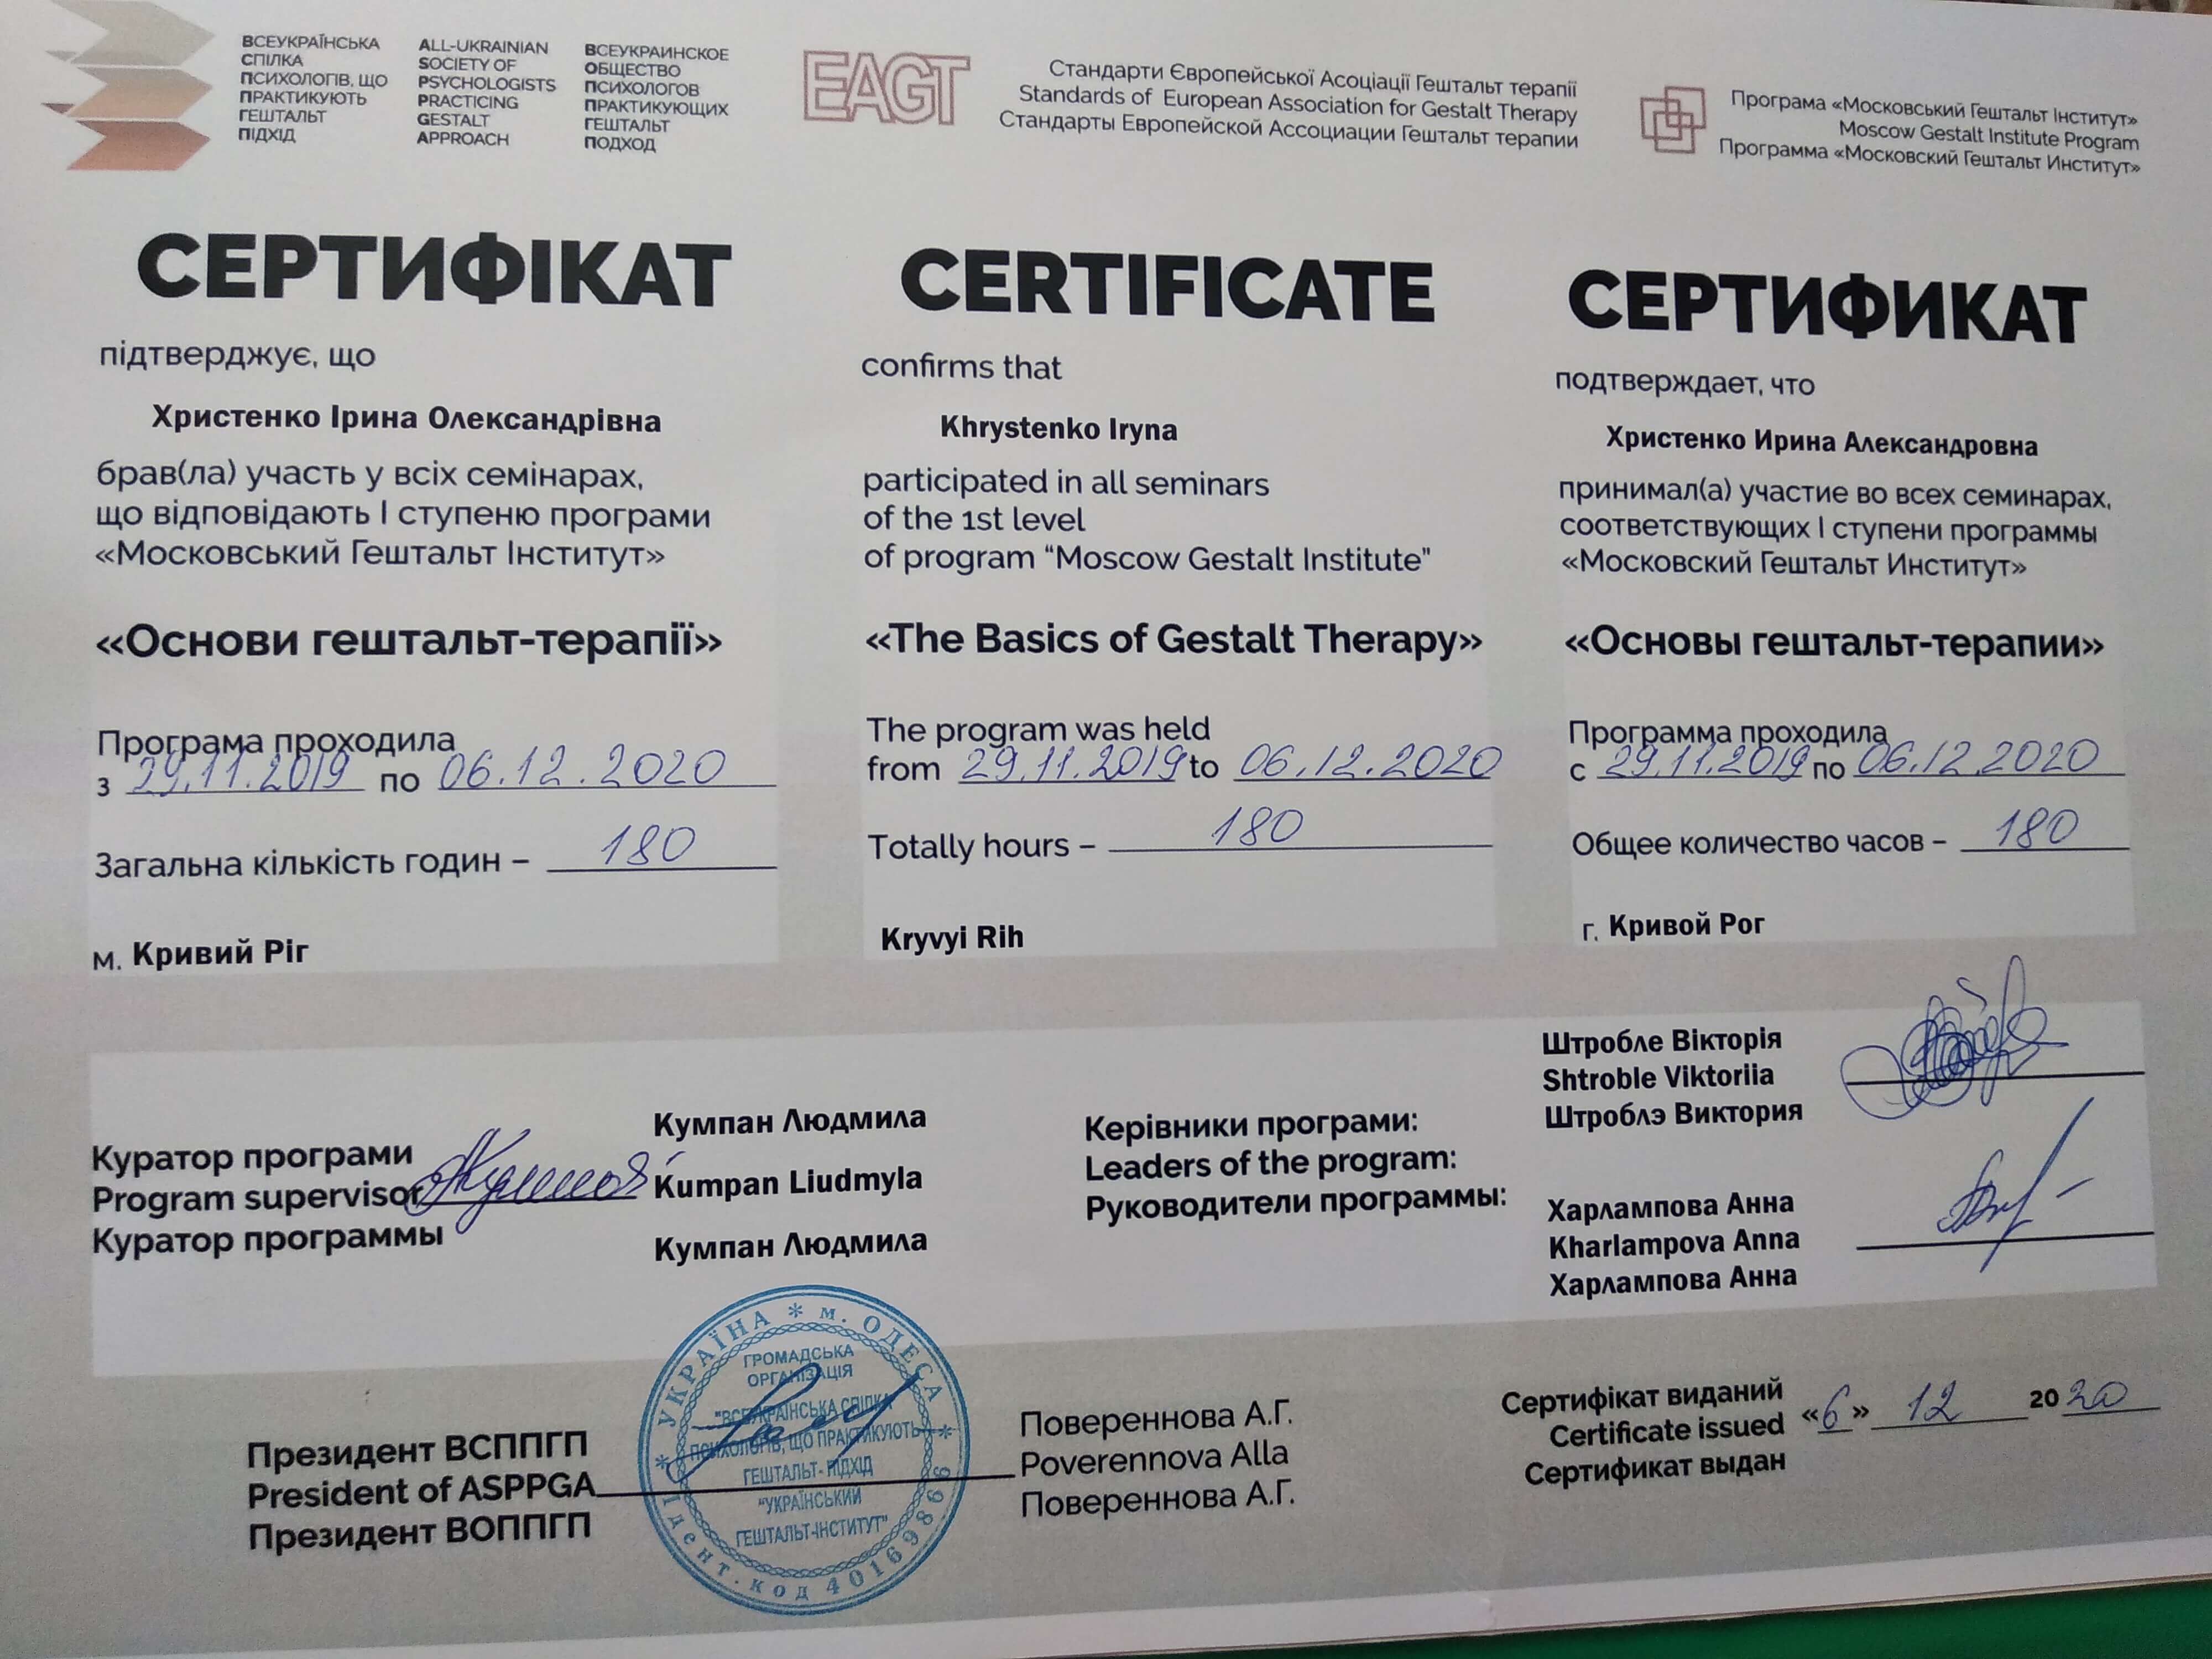 ВСЕУКРАЇНСЬКА
СПІЛКА
ПСИХОЛОГІВ, ЩО
ПРАКТИКУЮТЬ
ГЕШТАЛЬТ
ПІДХІД
ALL-UKRAINIAN
SOCIETY OF
PSYCHOLOGISTS
PRACTICING
GESTALT
APPROACH
ВСЕУКРАИНСКОЕ
ОБЩЕСТВО
ПСИХОЛОГОВ
ПРАКТИКУЮЩИХ
ГЕШТАЛЬТ
ПОДХОД
EAGT
Стандарти Європейської Асоціації Гештальт терапії
Standards of European Association for Gestalt Therapy
Стандарты Европейской Ассоциации Гештальт терапии
Програма «Московський Гештальт Інститут»
Moscow Gestalt Institute Program
Программа «Московский Гештальт Институт»
СЕРТИФІКАТ
підтверджує, що
Христенко Ірина Олександрівна
брав(ла) участь у всіх семінарах,
що відповідають І ступеню програми
«Московський Гештальт Інститут»
«Основи гештальт-терапії»
Програма проходила
з 29.11.2019 по 06.12.2020
Загальна кількість годин – 180
м. Кривий Ріг
CERTIFICATE
confirms that
Khrystenko Iryna
participated in all seminars
of the 1st level
of program “Moscow Gestalt Institute"
«The Basics of Gestalt Therapy»
The program was held
from 29.11.2019 to 06.12.2020
Totally hours – 180
Kryvyi Rih
СЕРТИФИКАТ
подтверждает, что
Христенко Ирина Александровна
принимал(а) участие во всех семинарах,
соответствующих I ступени программы
«Московский Гештальт Институт»
«Основы гештальт-терапии»
Программа проходила
с 29.11.2019 по 06.12.2020
Общее количество часов – 180
г. Кривой Рог
Куратор програми
Program supervisor
Куратор программы
Кумпан Людмила
Kumpan Liudmyla
Кумпан Людмила
Керівники програми:
Leaders of the program:
Руководители программы:
Штробле Вікторія
Shtroble Viktoriia
Штроблэ Виктория
Харлампова Анна
Kharlampova Anna
Харлампова Анна
Президент ВСППГП
President of ASPPGA
Президент ВОППГП
* УКРАЇНА * м. ОДЕСА *
Ідент. код 40169866
ГРОМАДСЬКА
ОРГАНІЗАЦІЯ
"ВСЕУКРАЇНСЬКА СПІЛКА
ПСИХОЛОГІВ, ЩО ПРАКТИКУЮТЬ
ГЕШТАЛЬТ- ПІДХІД
"УКРАЇНСЬКИЙ
ГЕШТАЛЬТ-ІНСТИТУТ"
Повереннова А.Г.
Poverennova Alla
Повереннова А.Г.
Сертифікат виданий
Certificate issued «6» 12 2020
Сертификат выдан